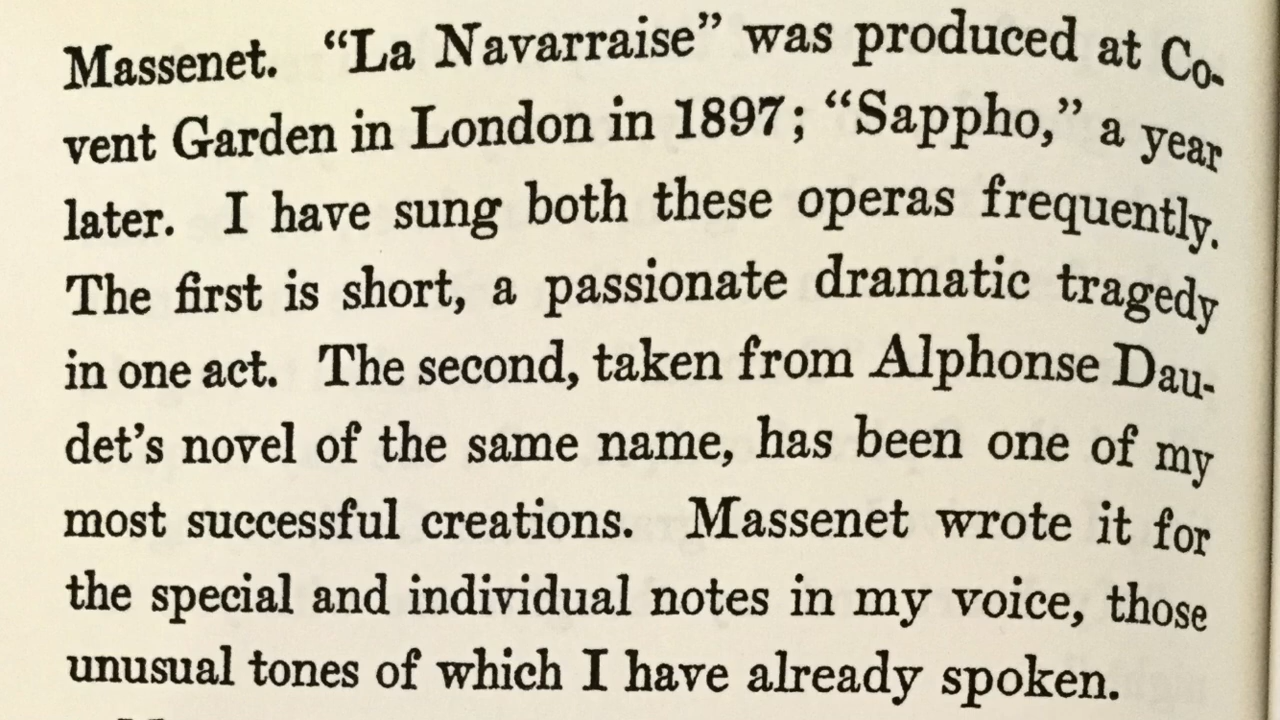 Massenet. “La Navarraise” was produced at Co-
vent Garden in London in 1897; “Sappho,” a year
later. I have sung both these operas frequently.
The first is short, a passionate dramatic tragedy
in one act. The second, taken from Alphonse Dau-
det’s novel of the same name, has been one of my
most successful creations. Massenet wrote it for
the special and individual notes in my voice, those
unusual tones of which I have already spoken.